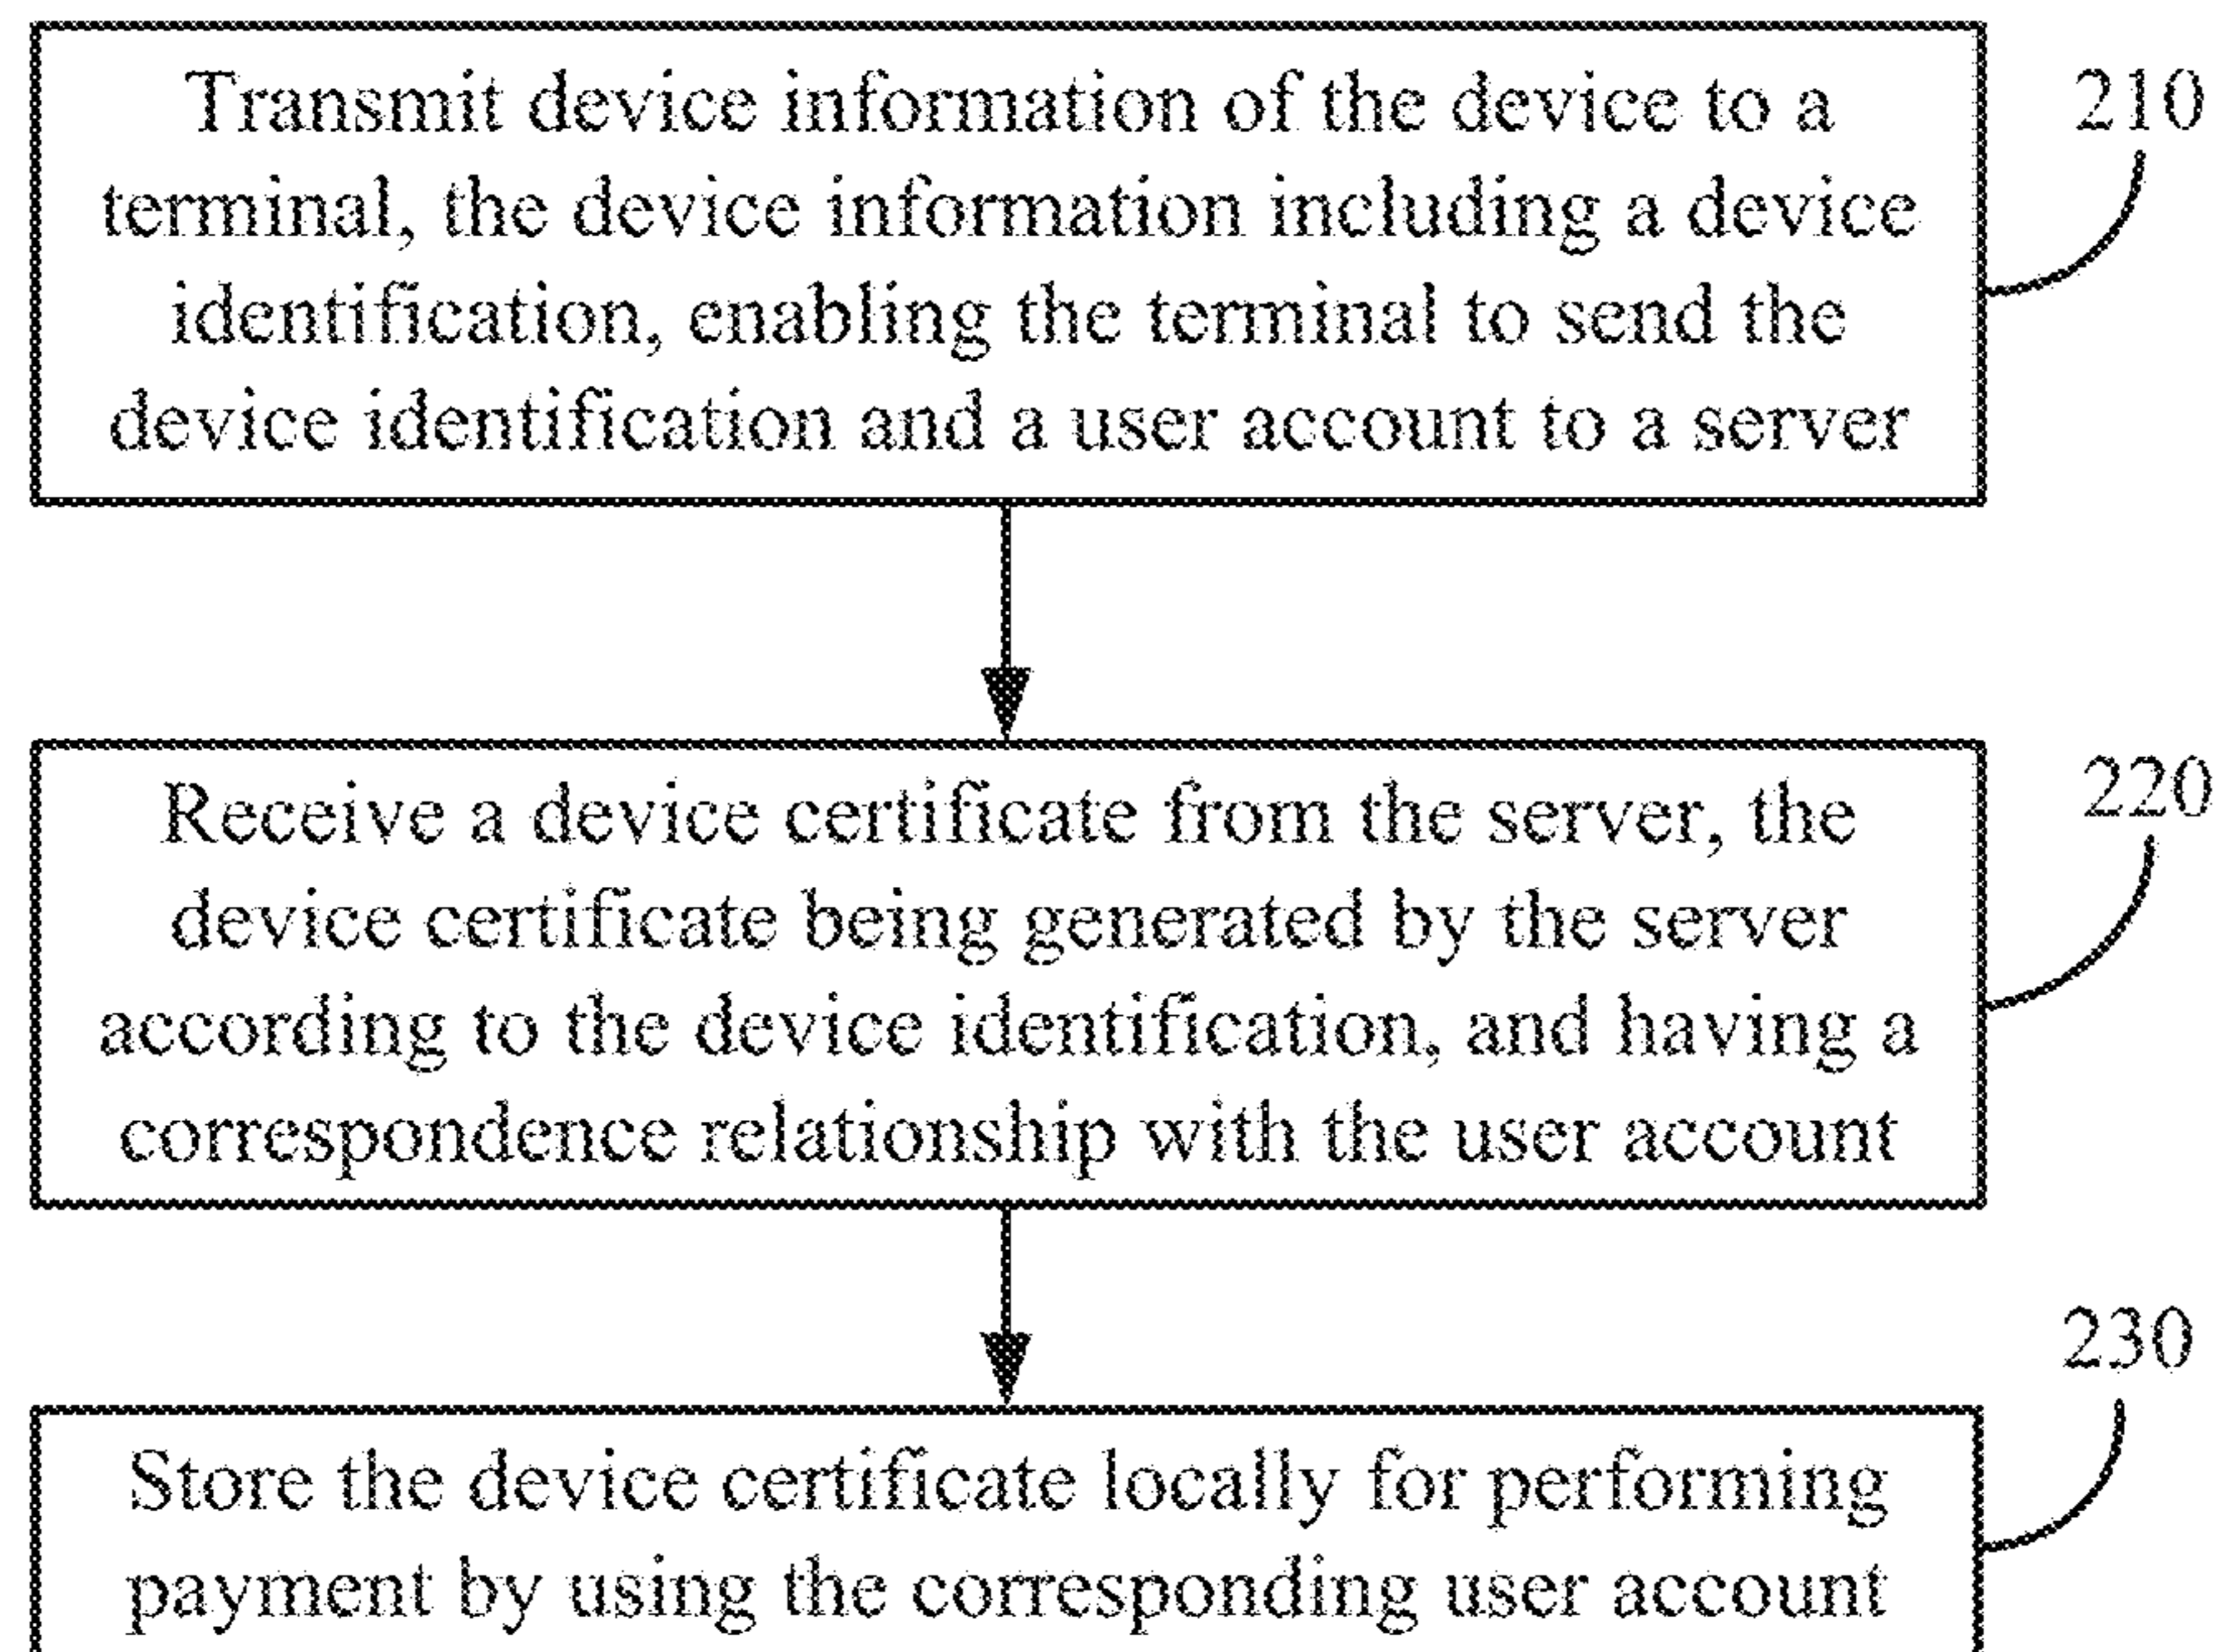 Transmit device information of the device to a
terminal, the device information including a device
identification, enabling the terminal to send the
device identification and a user account to a server
210
Receive a device certificate from the server, the
device certificate being generated by the server
according to the device identification, and having a
correspondence relationship with the user account
220
230
Store the device certificate locally for performing
payment by using the corresponding user account